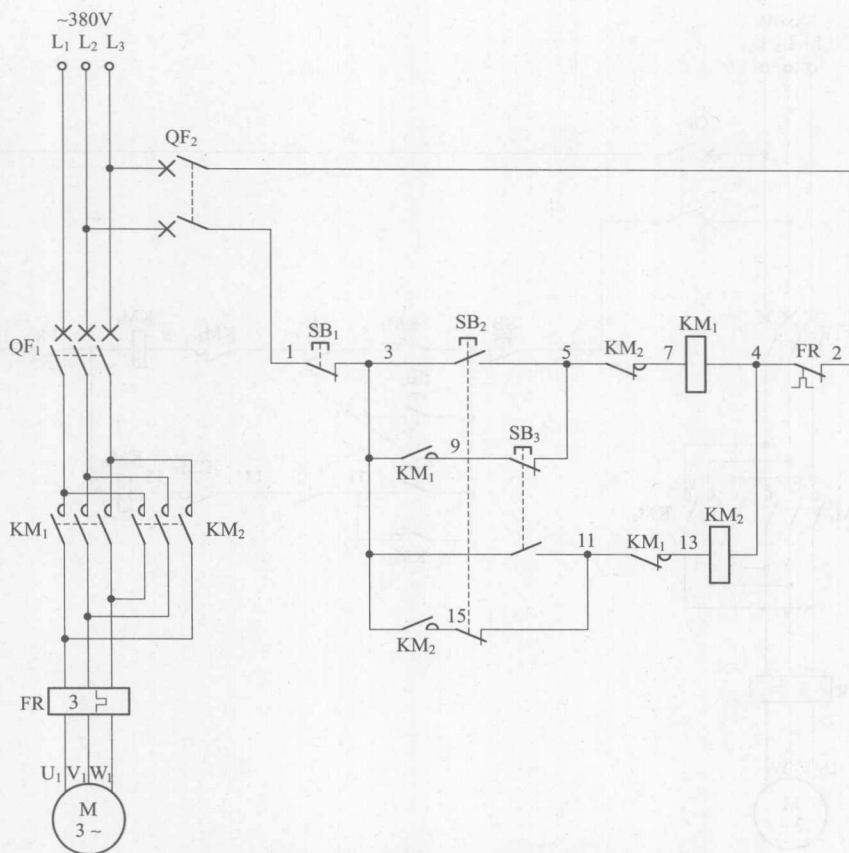 ~380V
L₁ L₂ L₃
QF₂
QF₁
SB₁
SB₂
KM₁
1
3
5
KM₂
7
4
FR
2
KM₁
9
SB₃
KM₁
KM₂
11
KM₁
13
KM₂
15
KM₂
FR
3
U₁ V₁ W₁
M
3 ~